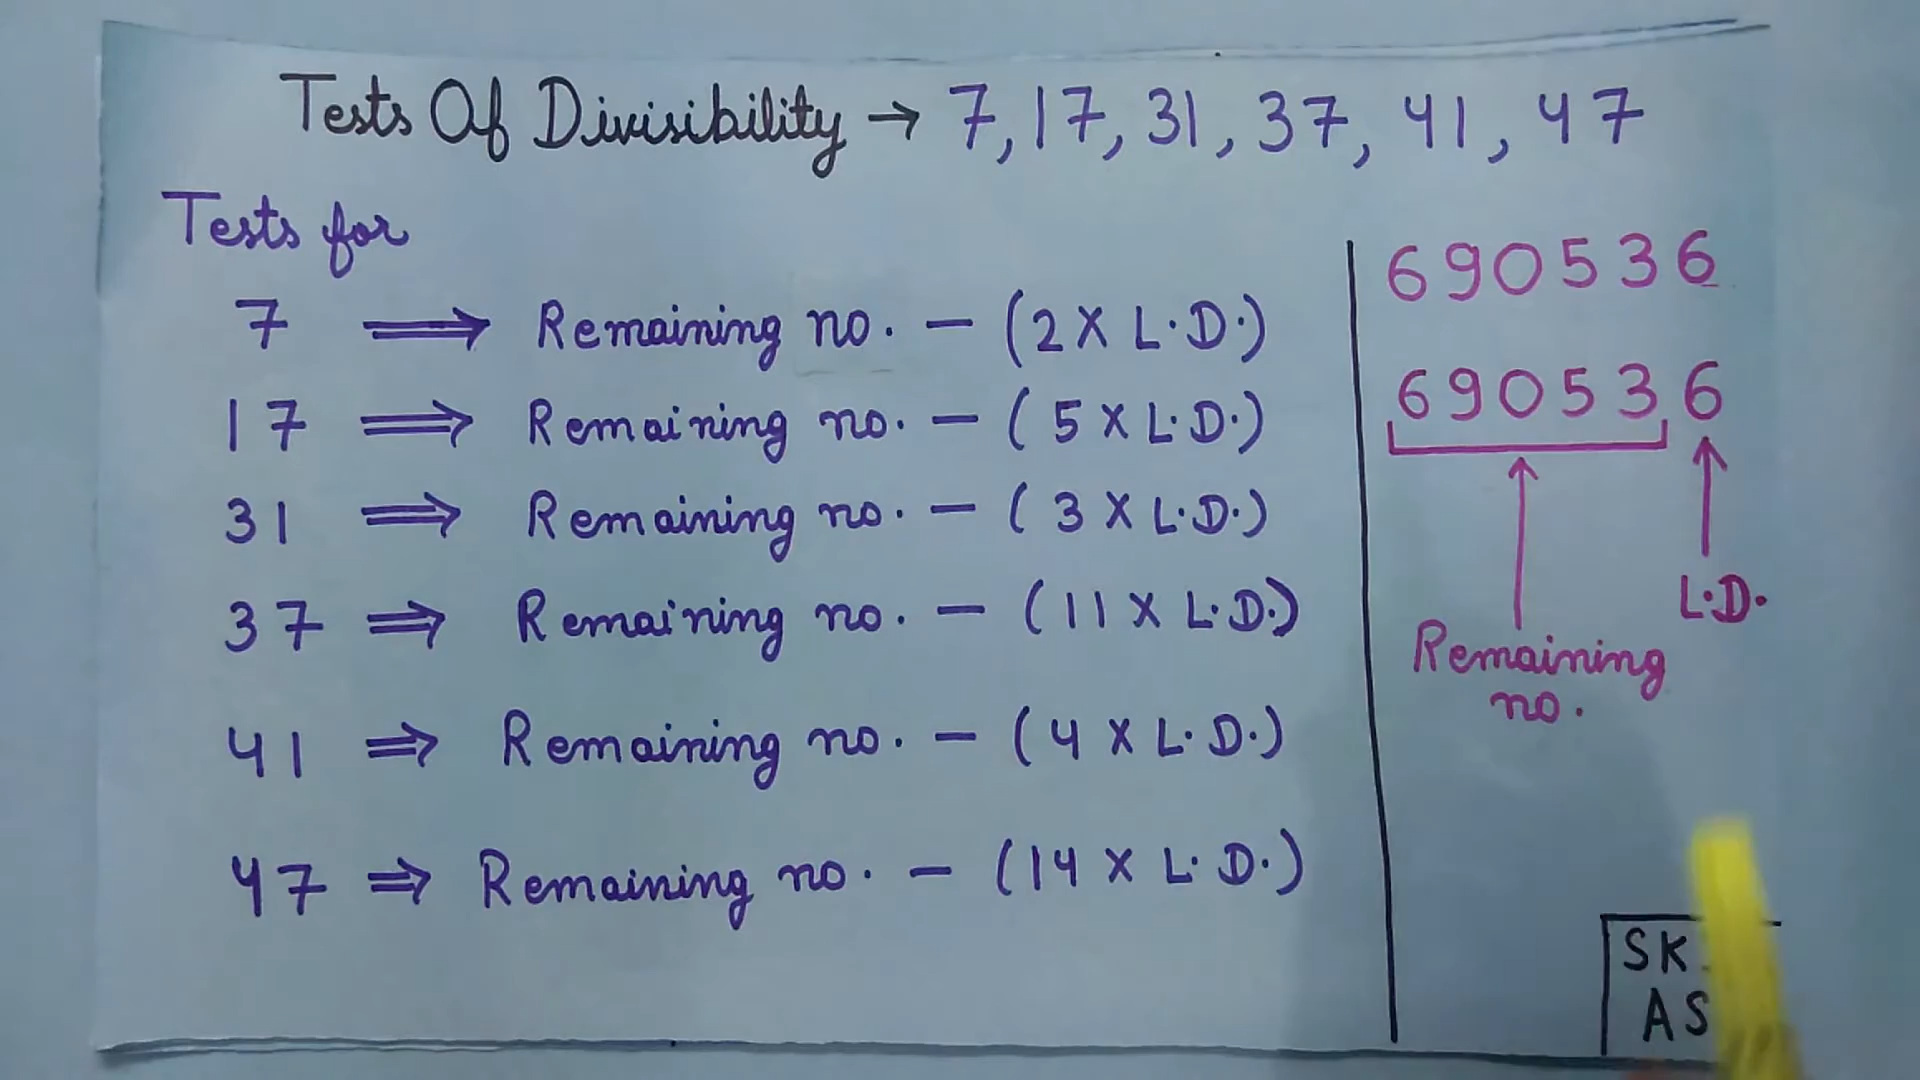 Tests Of Divisibility → 7, 17, 31, 37, 41, 47
Tests for
7 ⟹ Remaining no. − (2 X L.D.)
17 ⟹ Remaining no. − (5 X L.D.)
31 ⟹ Remaining no. − (3 X L.D.)
37 ⟹ Remaining no. − (11 X L.D.)
41 ⟹ Remaining no. − (4 X L.D.)
47 ⟹ Remaining no. − (14 X L.D.)
690536
690536
L.D.
Remaining
no.
SK.
AS